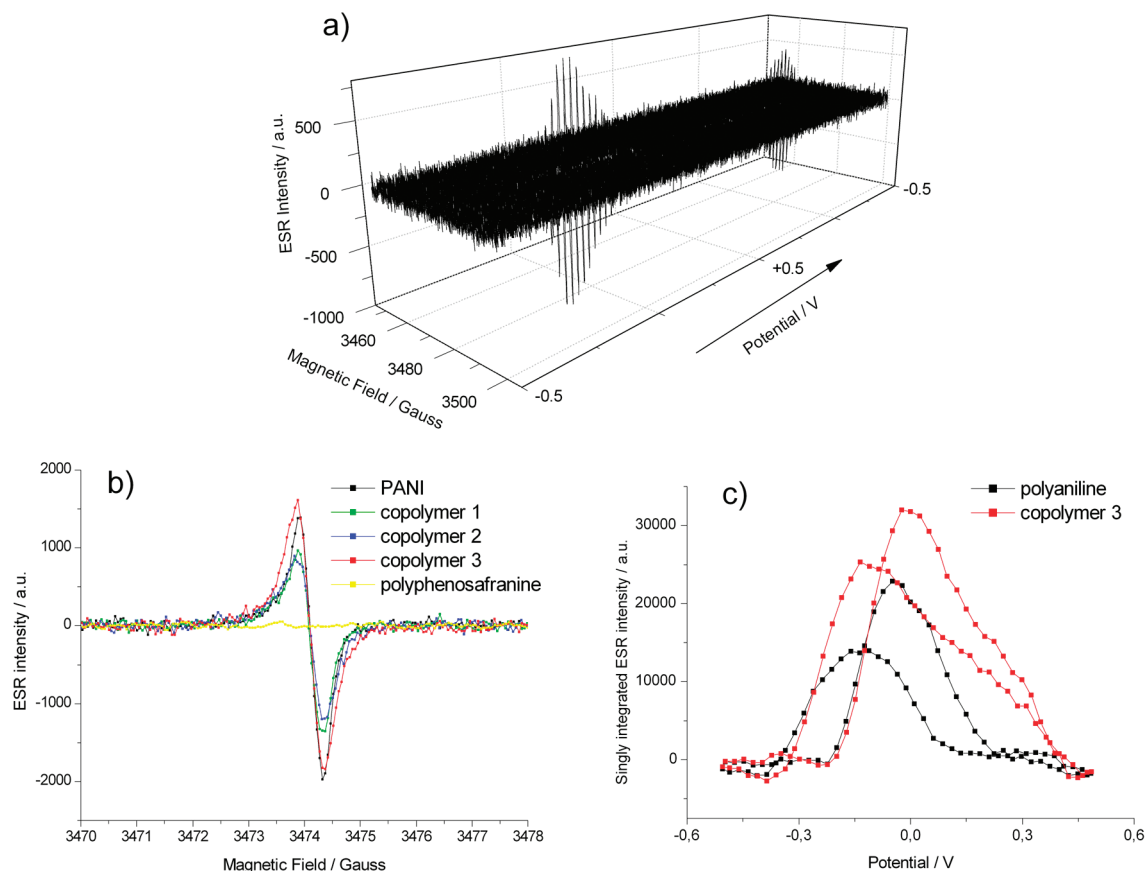 a)
ESR Intensity / a.u.
500
0
-500
-1000
3460
3480
3500
Magnetic Field / Gauss
-0.5
+0.5
-0.5
Potential / V
b)
ESR intensity / a.u.
2000
1000
0
-1000
-2000
3470 3471 3472 3473 3474 3475 3476 3477 3478
Magnetic Field / Gauss
PANI
copolymer 1
copolymer 2
copolymer 3
polyphenosafranine
c)
Singly integrated ESR intensity / a.u.
30000
20000
10000
0
-0,6 -0,3 0,0 0,3 0,6
Potential / V
polyaniline
copolymer 3